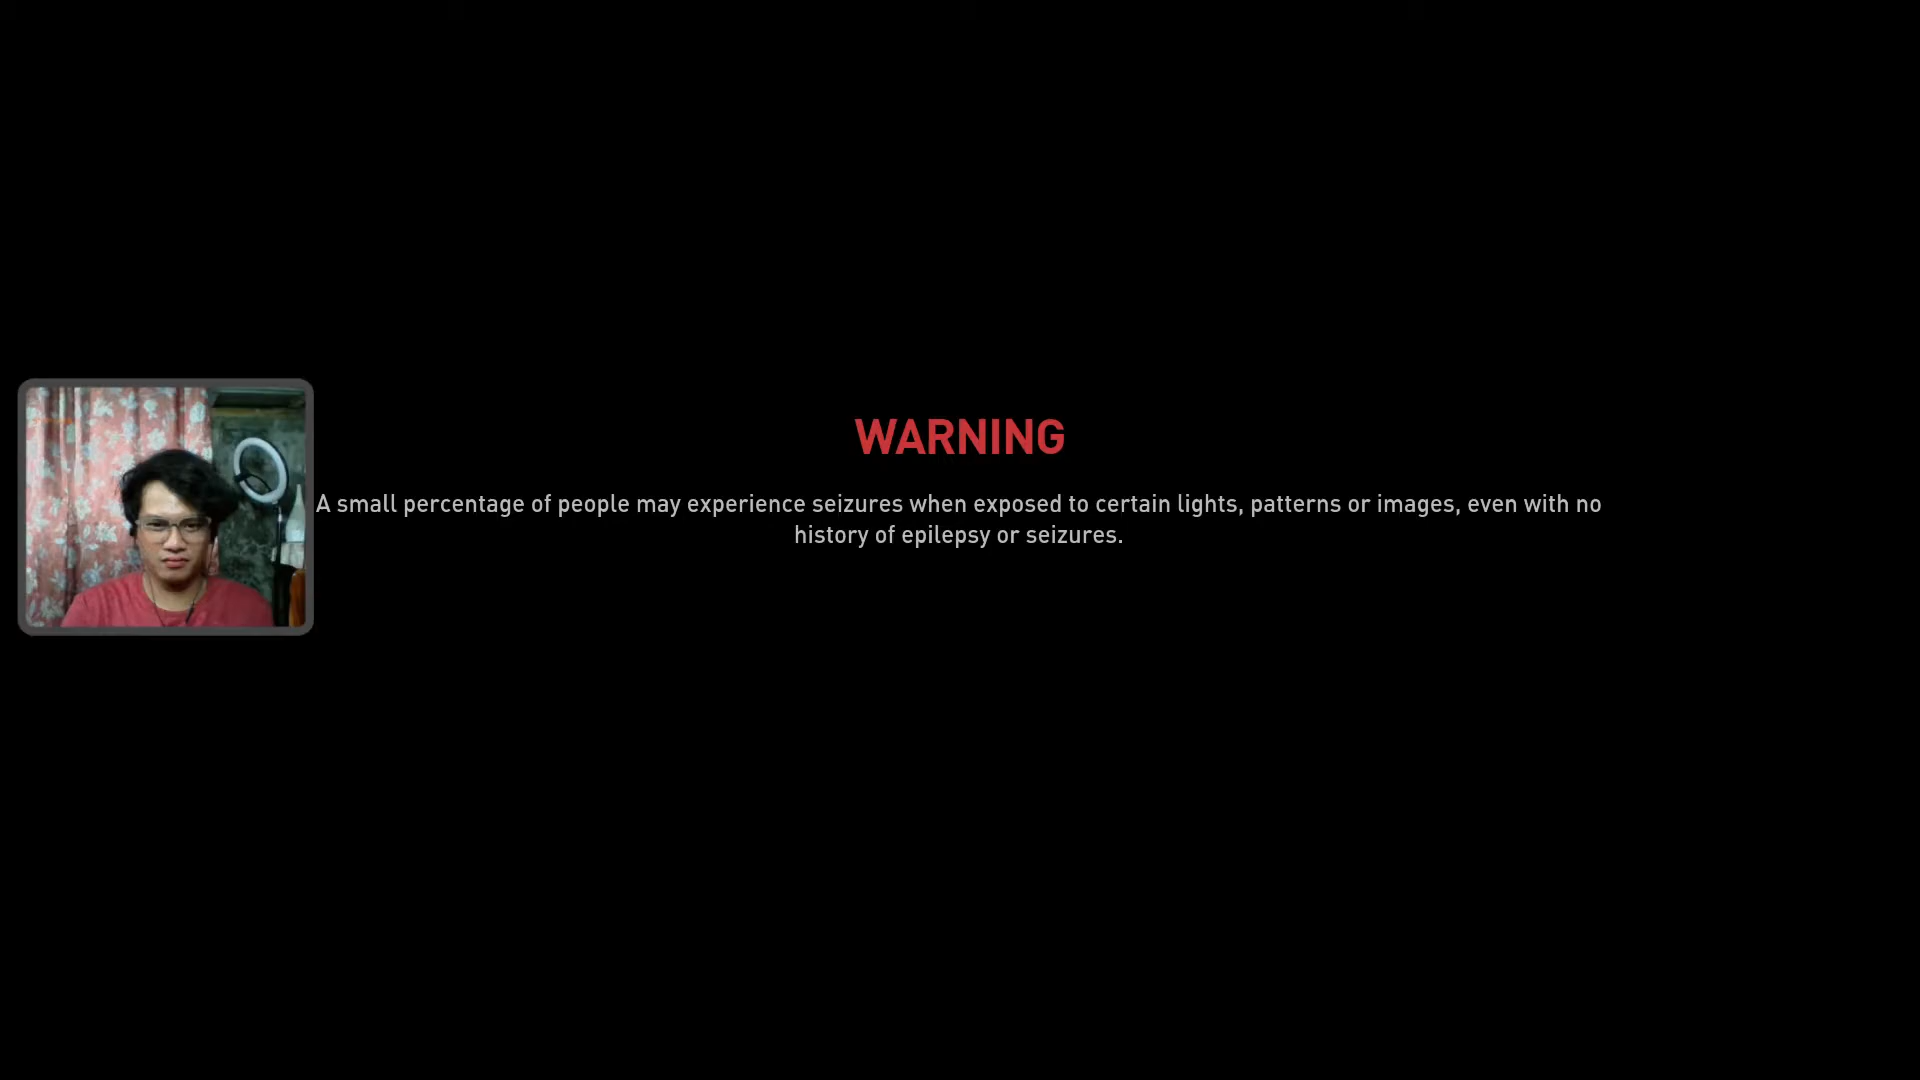 WARNING
A small percentage of people may experience seizures when exposed to certain lights, patterns or images, even with no
history of epilepsy or seizures.